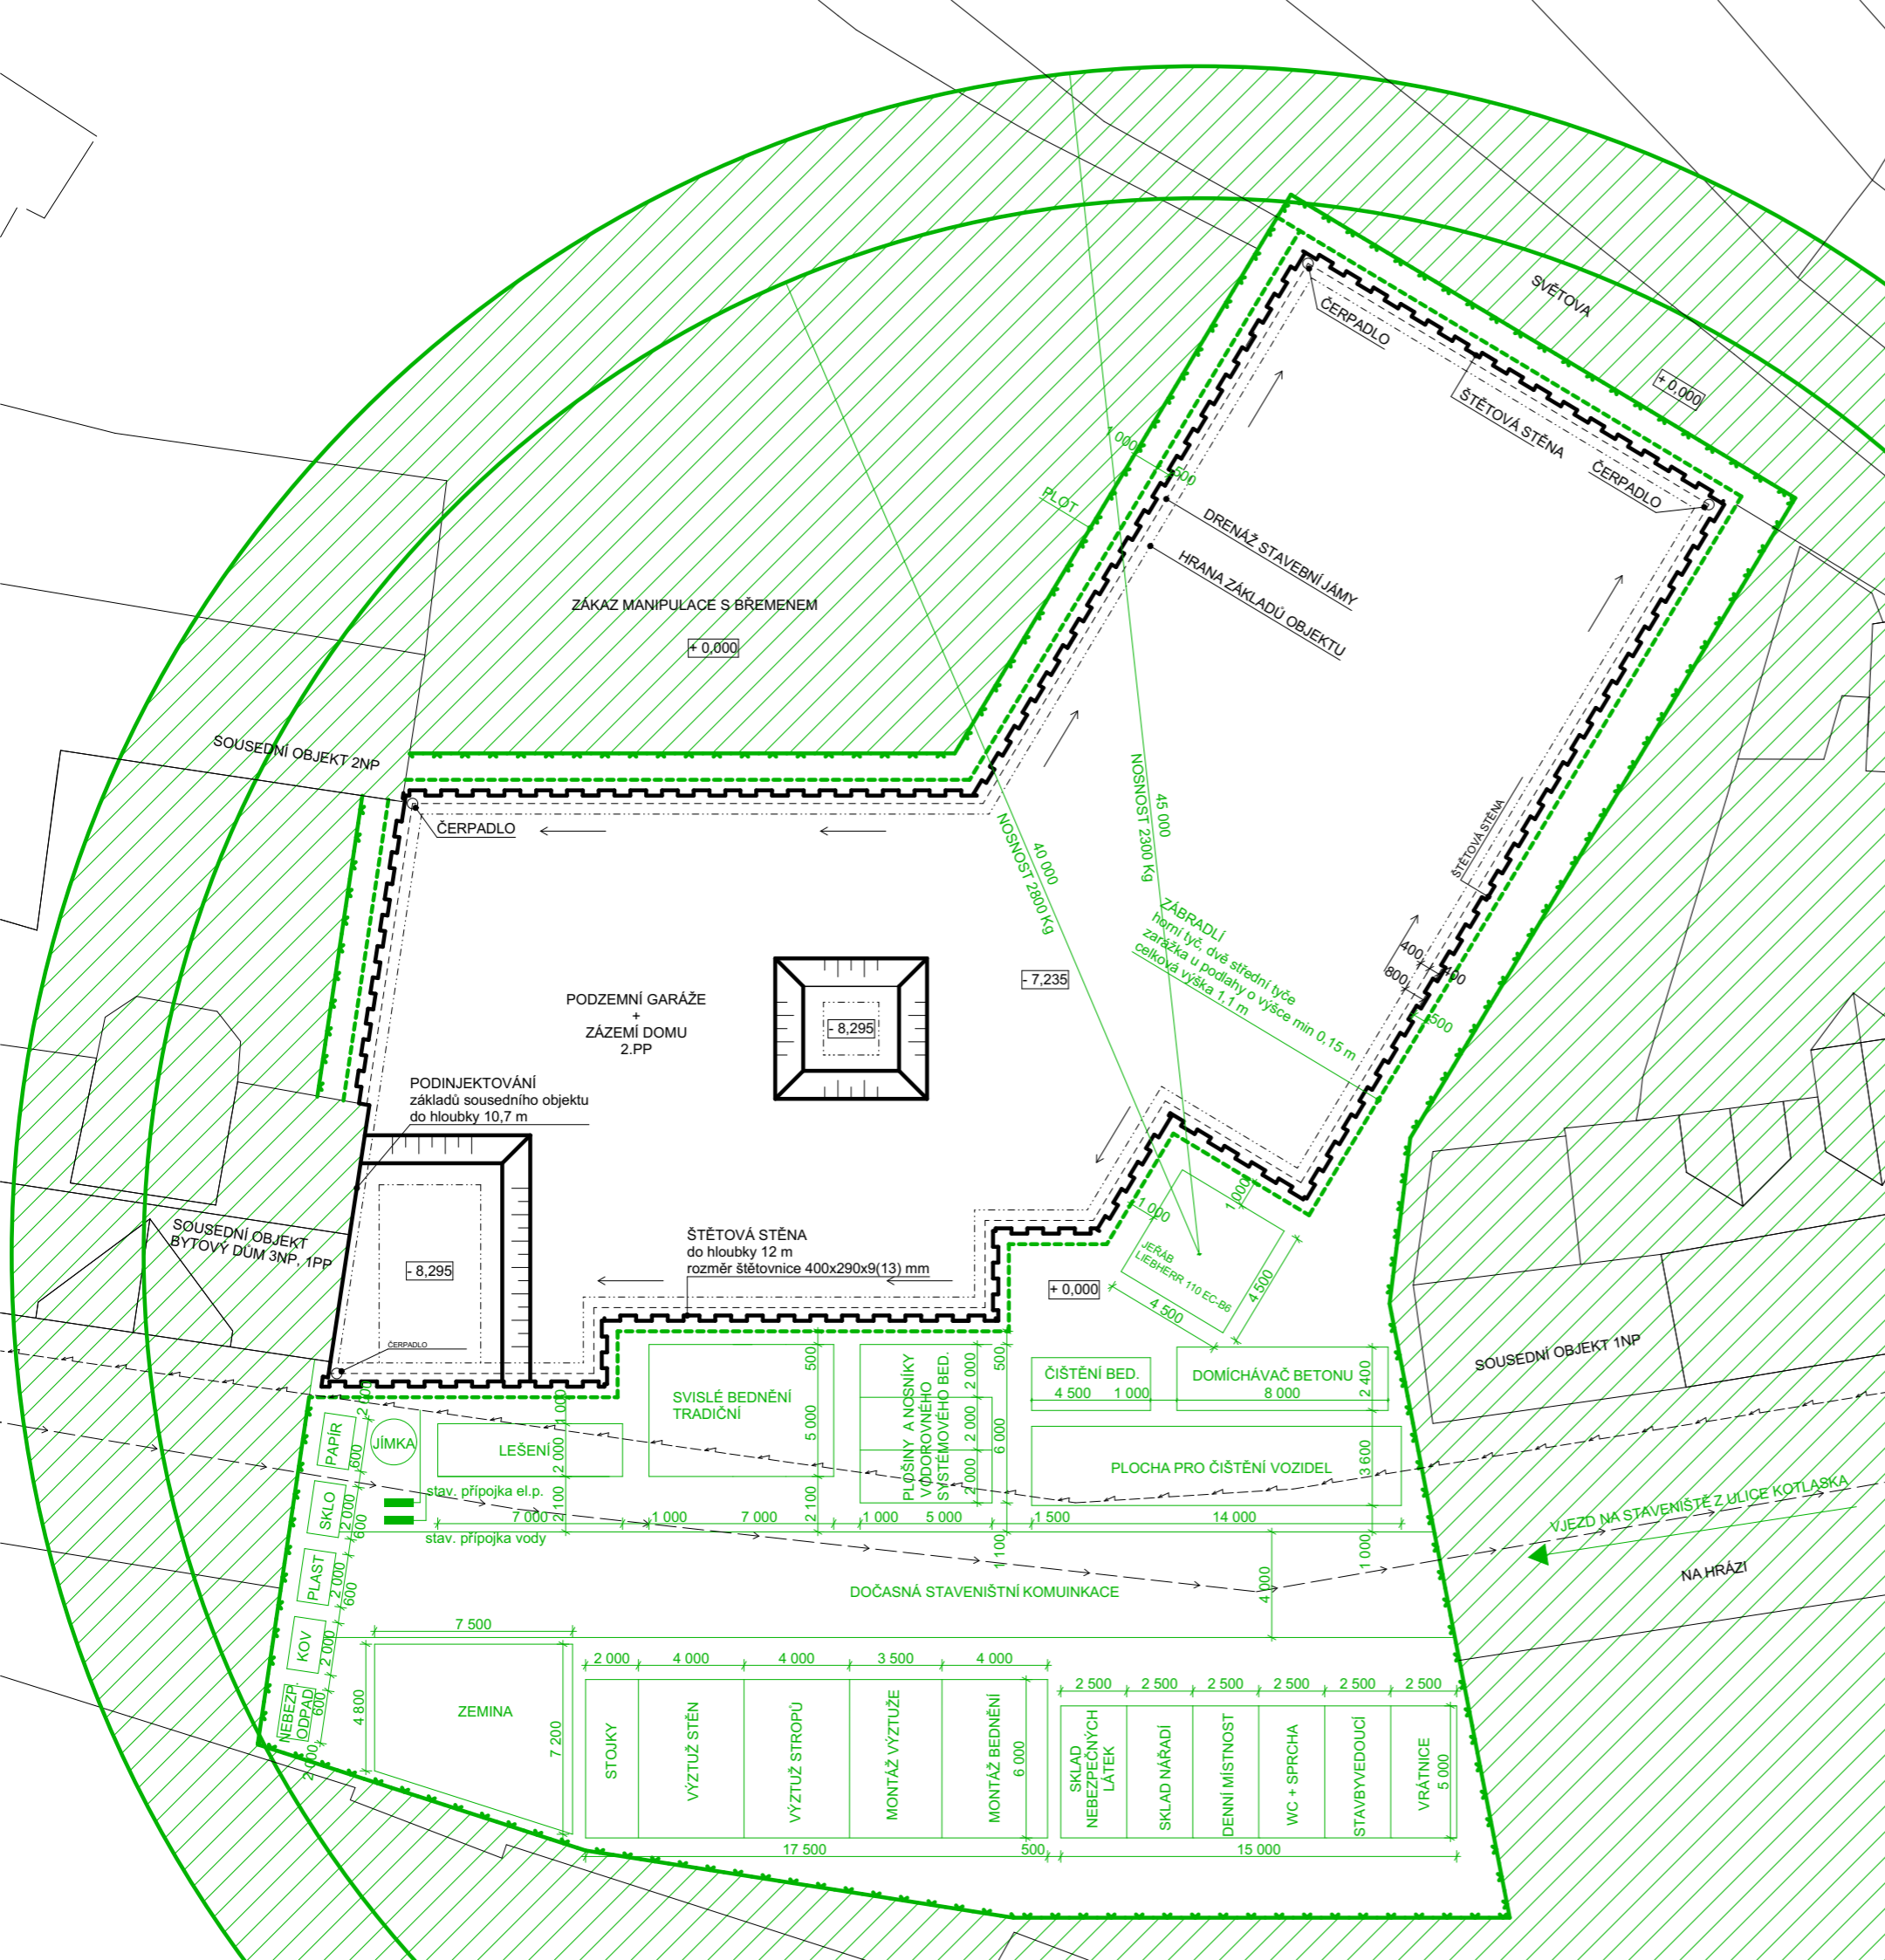 SVĚTOVA
+ 0,000
ČERPADLO
ŠTĚTOVÁ STĚNA
ČERPADLO
1 000
500
PLOT
DRENÁŽ STAVEBNÍ JÁMY
HRANA ZÁKLADŮ OBJEKTU
ZÁKAZ MANIPULACE S BŘEMENEM
+ 0,000
SOUSEDNÍ OBJEKT 2NP
ČERPADLO
NOSNOST 2800 Kg
40 000
NOSNOST 2300 Kg
45 000
ŠTĚTOVÁ STĚNA
ZÁBRADLÍ
horní tyč, dvě střední tyče
zarážka u podlahy o výšce min 0,15 m
celková výška 1,1 m
400
400
800
500
- 7,235
PODZEMNÍ GARÁŽE
+
ZÁZEMÍ DOMU
2.PP
- 8,295
PODINJEKTOVÁNÍ
základů sousedního objektu
do hloubky 10,7 m
SOUSEDNÍ OBJEKT
BYTOVÝ DŮM 3NP, 1PP
- 8,295
ŠTĚTOVÁ STĚNA
do hloubky 12 m
rozměr štětovnice 400x290x9(13) mm
1 000
1 000
JEŘÁB
LIEBHERR 110 EC-B6
4 500
4 500
+ 0,000
ČERPADLO
SOUSEDNÍ OBJEKT 1NP
PAPÍR
2 000
600
JÍMKA
LEŠENÍ
1 000
2 000
2 100
7 000
SVISLÉ BEDNĚNÍ
TRADIČNÍ
500
5 000
2 100
1 000
7 000
PLOŠINY A NOSNÍKY
VODOROVNÉHO
SYSTÉMOVÉHO BED.
2 000
2 000
2 000
500
6 000
1 100
1 000
5 000
ČIŠTĚNÍ BED.
4 500
1 000
DOMÍCHÁVAČ BETONU
8 000
2 400
PLOCHA PRO ČIŠTĚNÍ VOZIDEL
3 600
1 500
14 000
1 000
stav. přípojka el.p.
stav. přípojka vody
SKLO
2 000
600
PLAST
2 000
600
KOV
2 000
600
NEBEZP.
ODPAD
2 000
VJEZD NA STAVENIŠTĚ Z ULICE KOTLASKA
NA HRÁZI
DOČASNÁ STAVENIŠTNÍ KOMUINKACE
4 000
7 500
4 800
ZEMINA
7 200
2 000
4 000
4 000
3 500
4 000
STOJKY
VÝZTUŽ STĚN
VÝZTUŽ STROPŮ
MONTÁŽ VÝZTUŽE
MONTÁŽ BEDNĚNÍ
6 000
2 500
2 500
2 500
2 500
2 500
2 500
SKLAD
NEBEZPEČNÝCH
LÁTEK
SKLAD NÁŘADÍ
DENNÍ MÍSTNOST
WC + SPRCHA
STAVBYVEDOUCÍ
VRÁTNICE
5 000
17 500
500
15 000